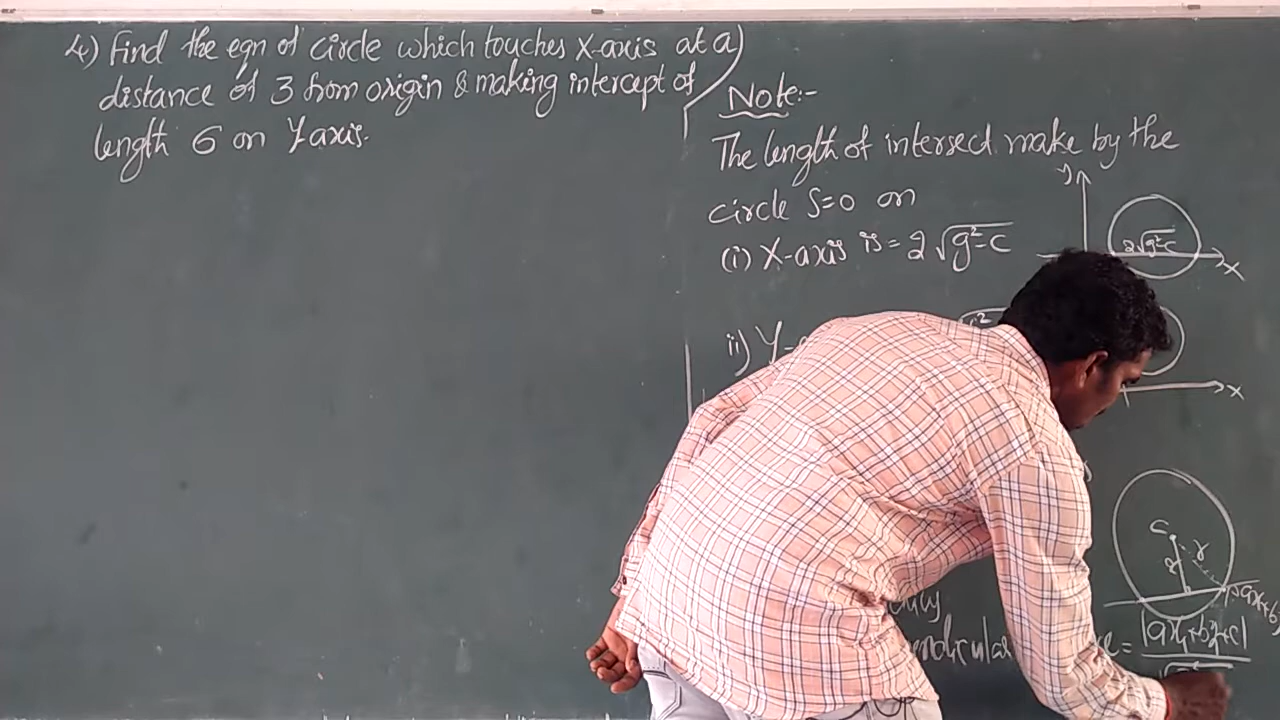 4) Find the eqn of circle which touches X-axis at a
distance of 3 from origin & making intercept of
length 6 on Y axis.
Note:-
The length of intersect make by the
circle S=0 on
(i) X-axis is = 2√g²-c
y
2√g²-c
X
ii) Y-
X
C
r
= |ax₁+by₁+c|